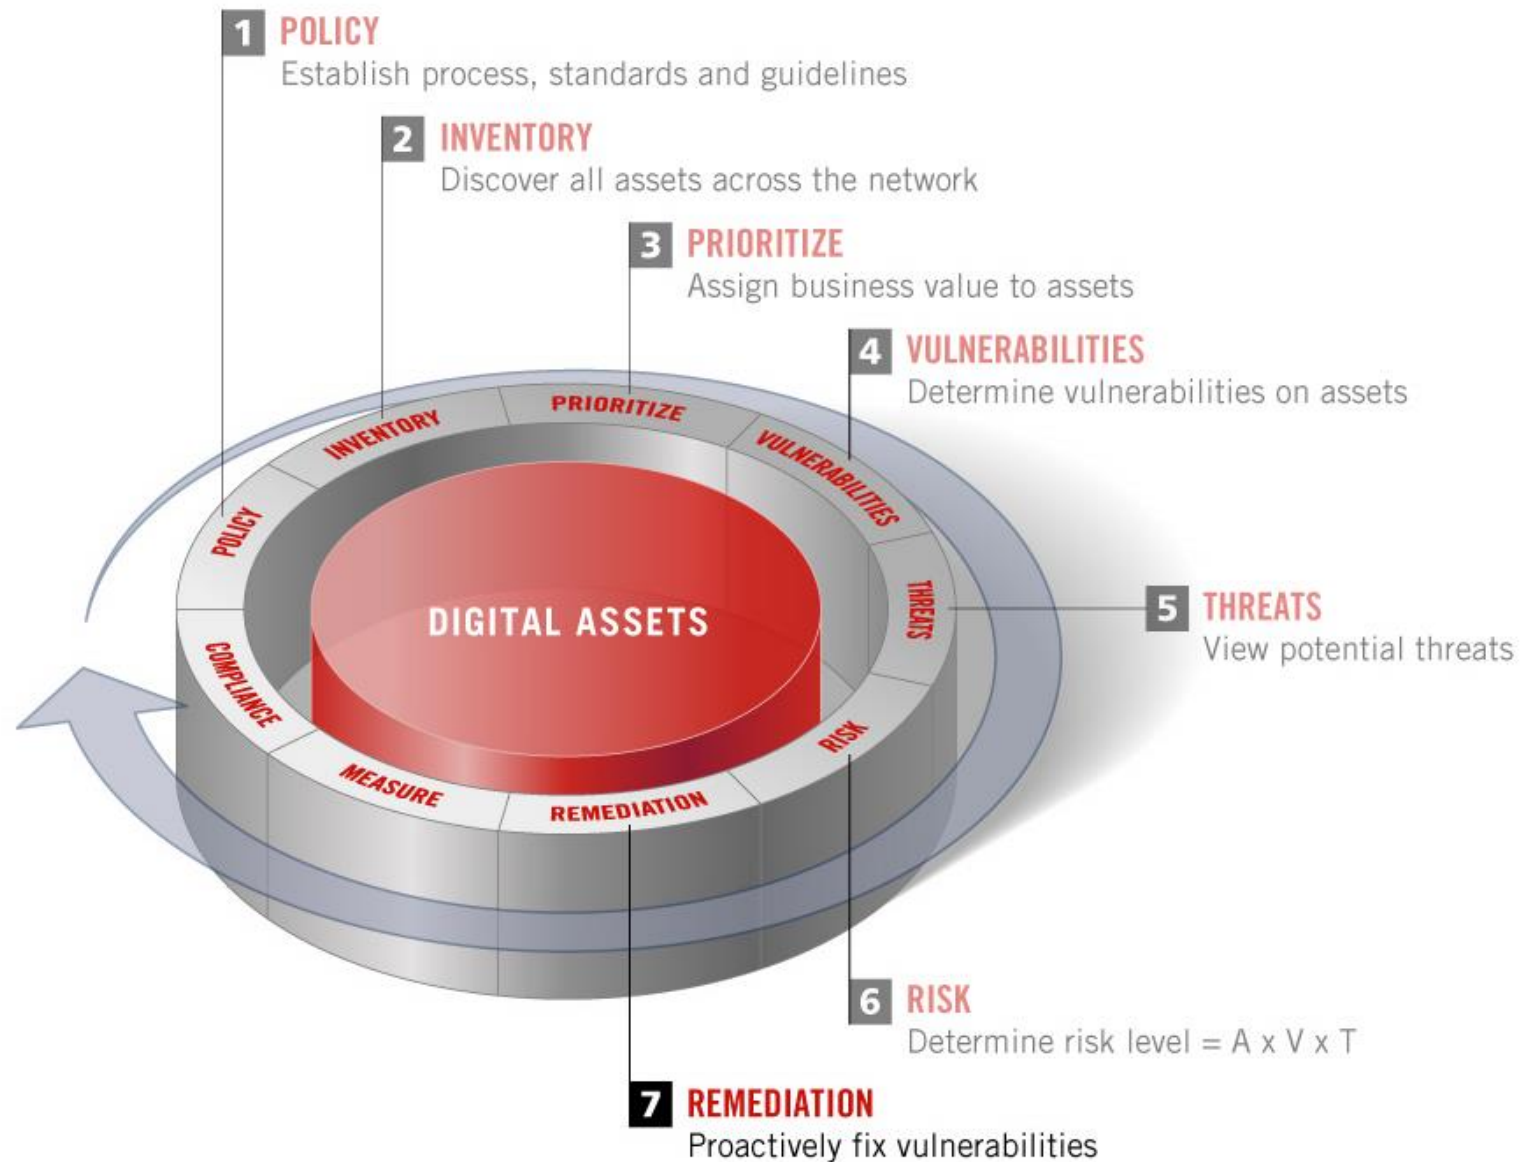 1 POLICY
Establish process, standards and guidelines
2 INVENTORY
Discover all assets across the network
3 PRIORITIZE
Assign business value to assets
4 VULNERABILITIES
Determine vulnerabilities on assets
PRIORITIZE
INVENTORY
VULNERABILITIES
POLICY
THREATS
5 THREATS
View potential threats
DIGITAL ASSETS
COMPLIANCE
RISK
MEASURE
REMEDIATION
6 RISK
Determine risk level = A x V x T
7 REMEDIATION
Proactively fix vulnerabilities